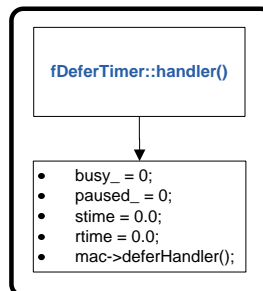 fDeferTimer::handler()
• busy_ = 0;
• paused_ = 0;
• stime = 0.0;
• rtime = 0.0;
• mac->deferHandler();